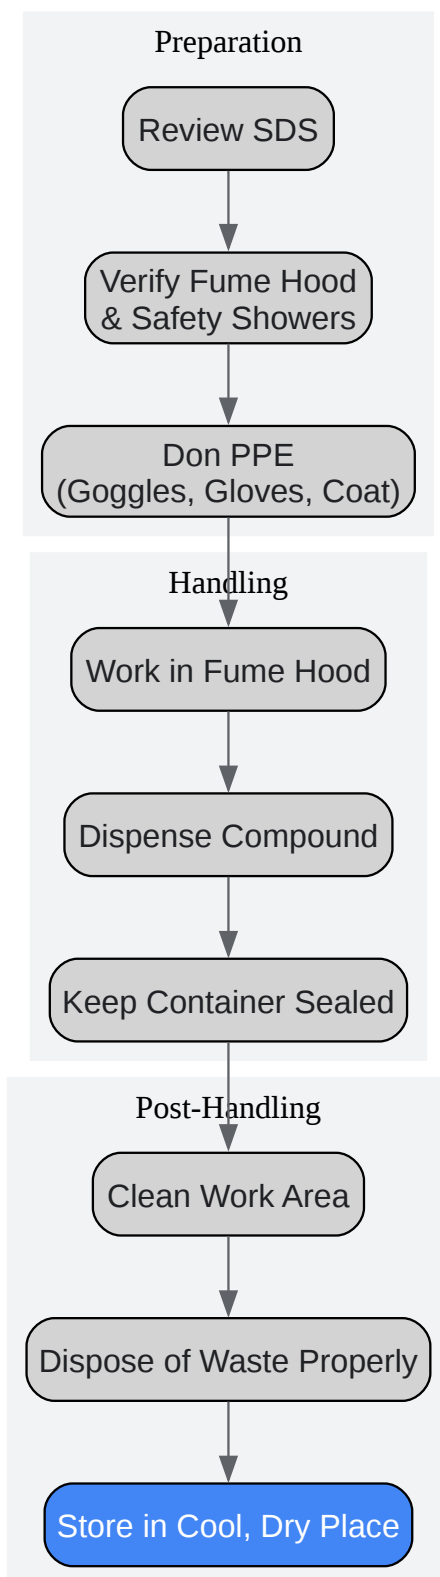 Preparation
Review SDS
Verify Fume Hood
& Safety Showers
Don PPE
(Goggles, Gloves, Coat)
Handling
Work in Fume Hood
Dispense Compound
Keep Container Sealed
Post-Handling
Clean Work Area
Dispose of Waste Properly
Store in Cool, Dry Place